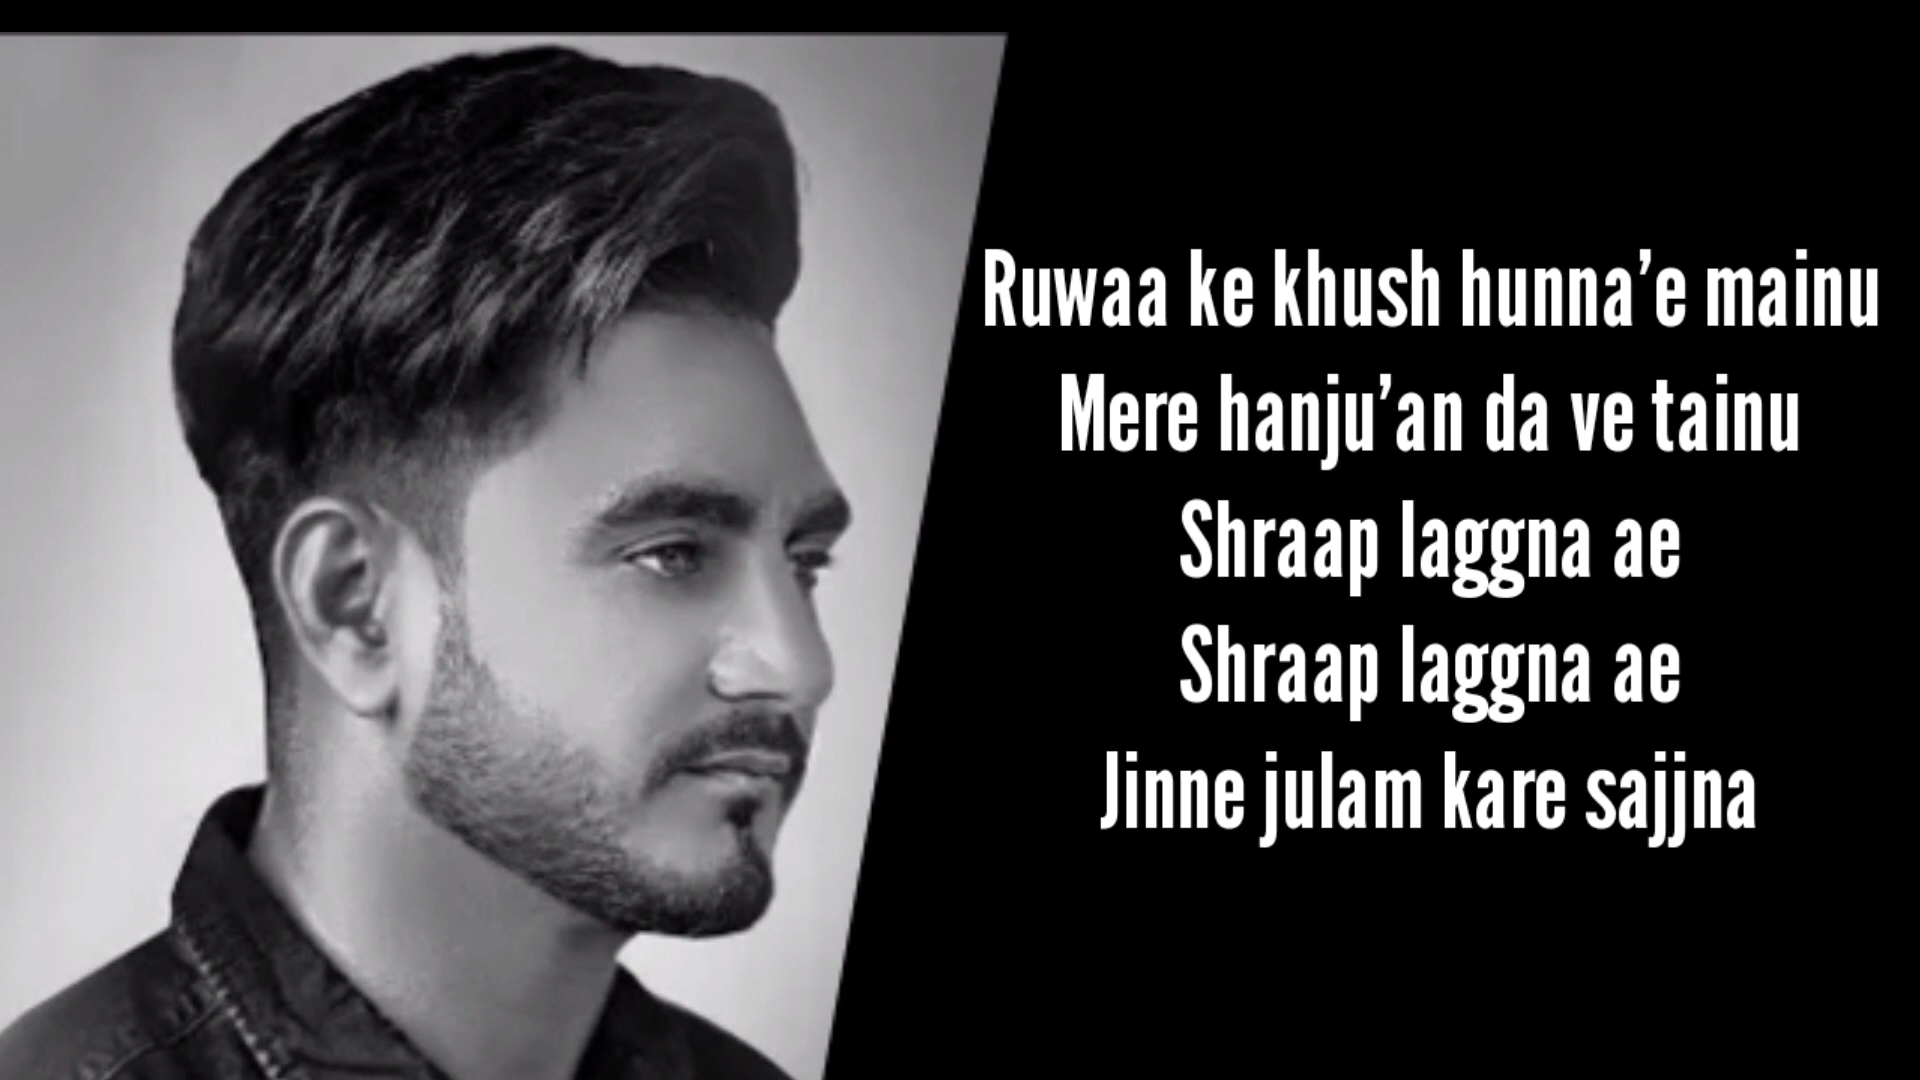 Ruwaa ke khush hunna’e mainu
Mere hanju’an da ve tainu
Shraap laggna ae
Shraap laggna ae
Jinne julam kare sajjna